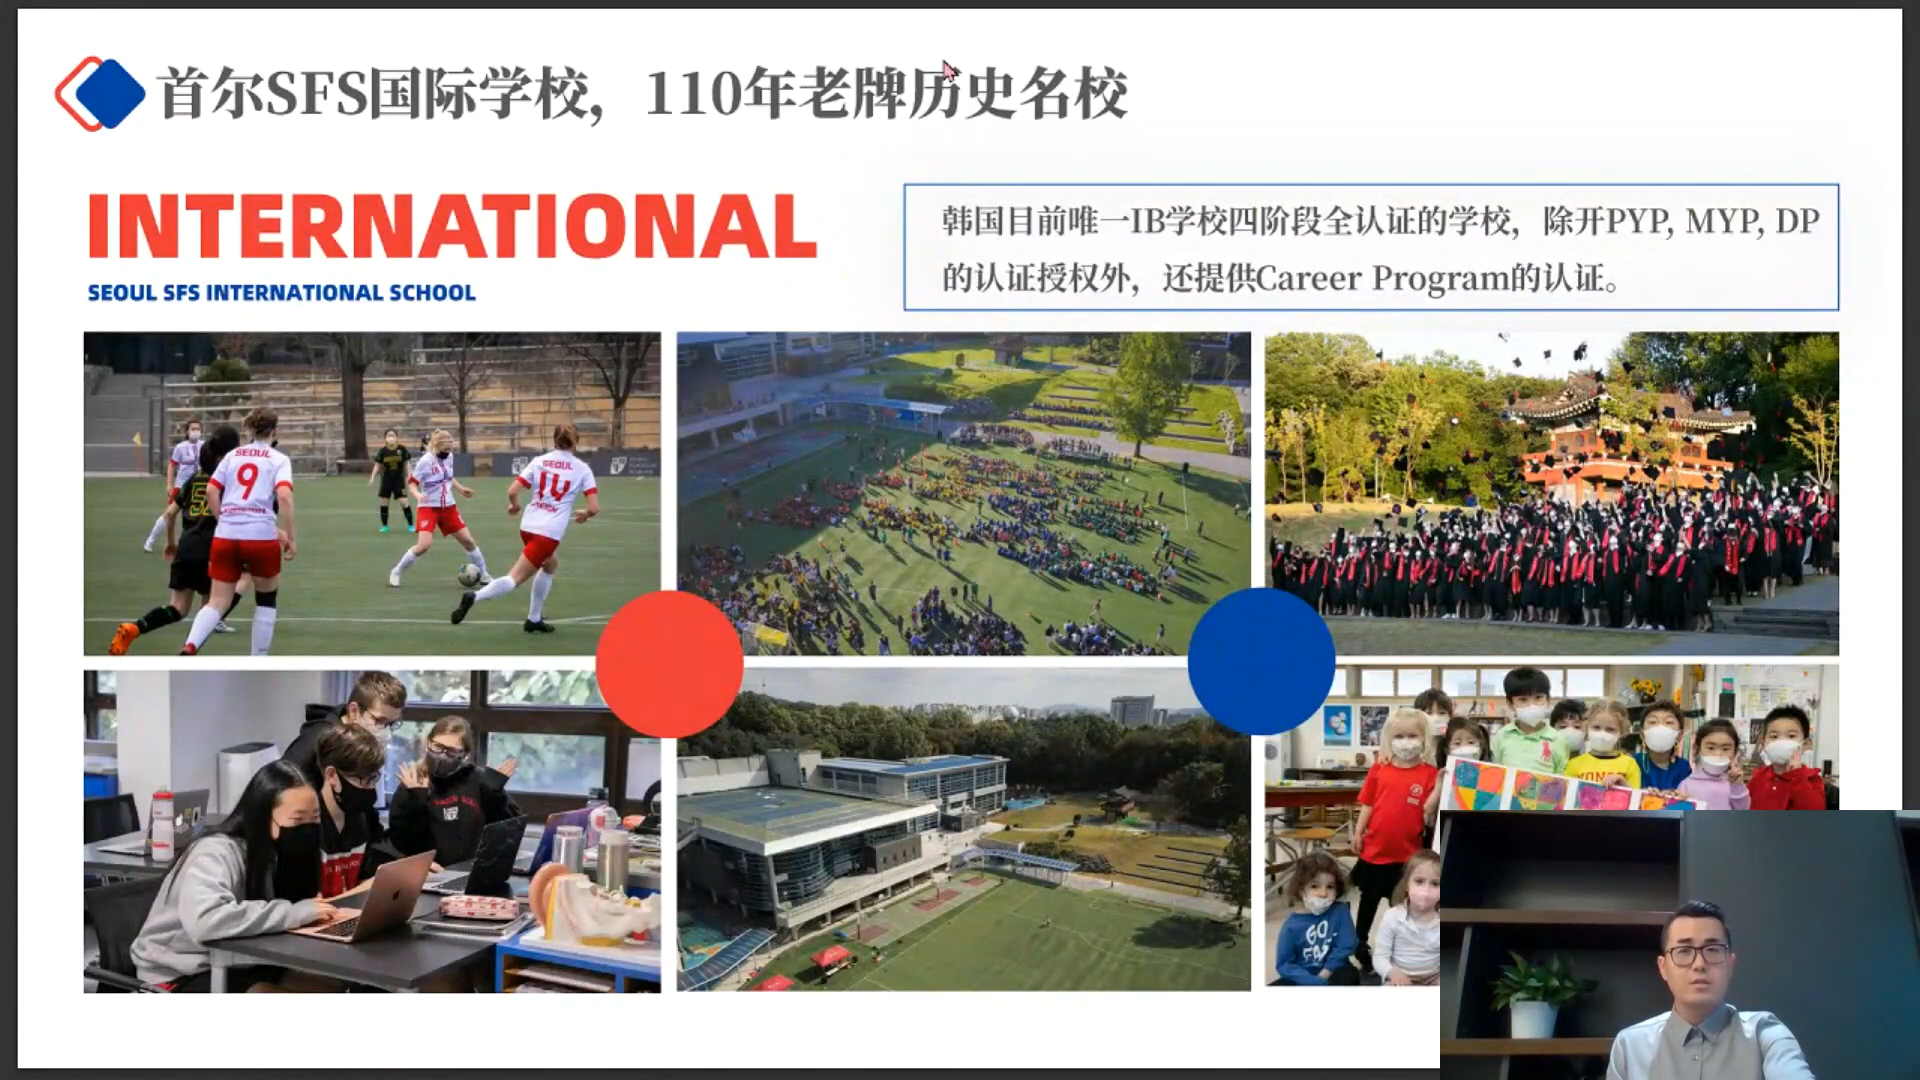 首尔SFS国际学校，110年老牌历史名校
INTERNATIONAL
SEOUL SFS INTERNATIONAL SCHOOL
韩国目前唯一IB学校四阶段全认证的学校，除开PYP, MYP, DP
的认证授权外，还提供Career Program的认证。
SEOUL
9
SEOUL
14